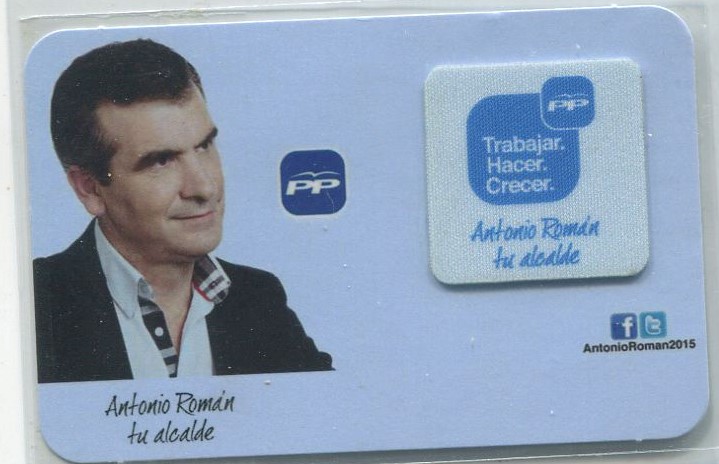 PP
PP
Trabajar.
Hacer.
Crecer.
Antonio Román
tu alcalde
AntonioRoman2015
Antonio Román
tu alcalde